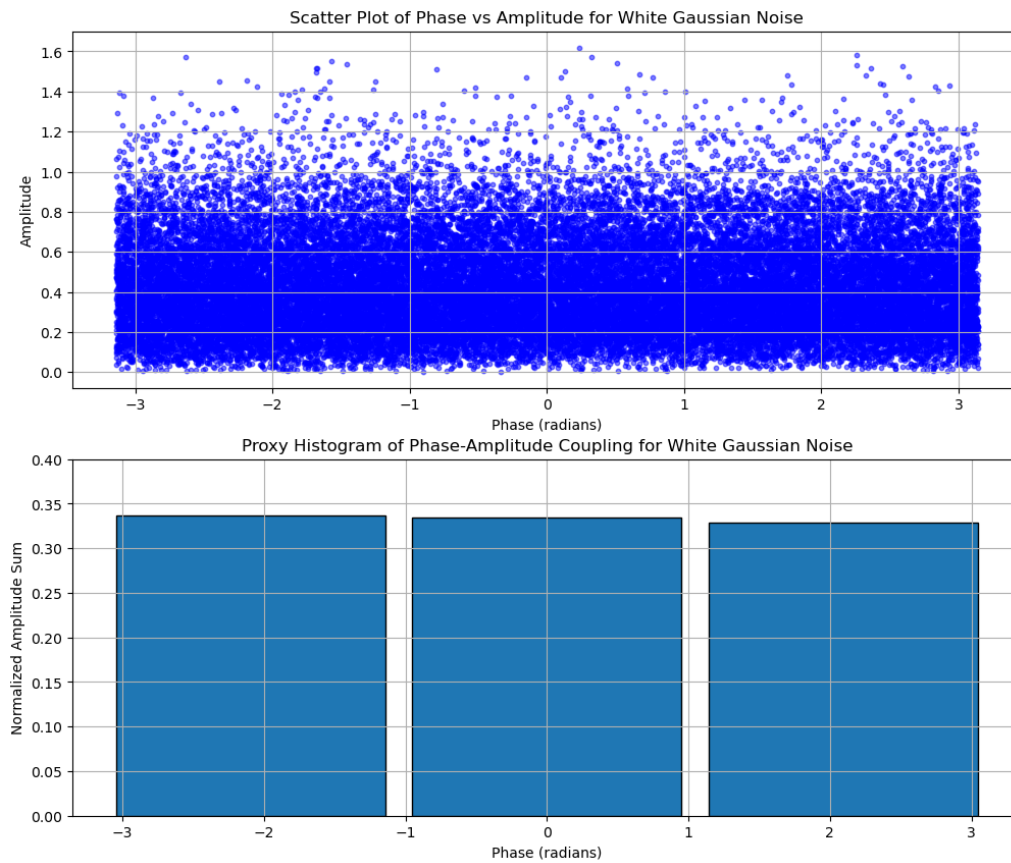 Scatter Plot of Phase vs Amplitude for White Gaussian Noise
Amplitude
1.6
1.4
1.2
1.0
0.8
0.6
0.4
0.2
0.0
−3 −2 −1 0 1 2 3
Phase (radians)
Proxy Histogram of Phase-Amplitude Coupling for White Gaussian Noise
Normalized Amplitude Sum
0.40
0.35
0.30
0.25
0.20
0.15
0.10
0.05
0.00
−3 −2 −1 0 1 2 3
Phase (radians)